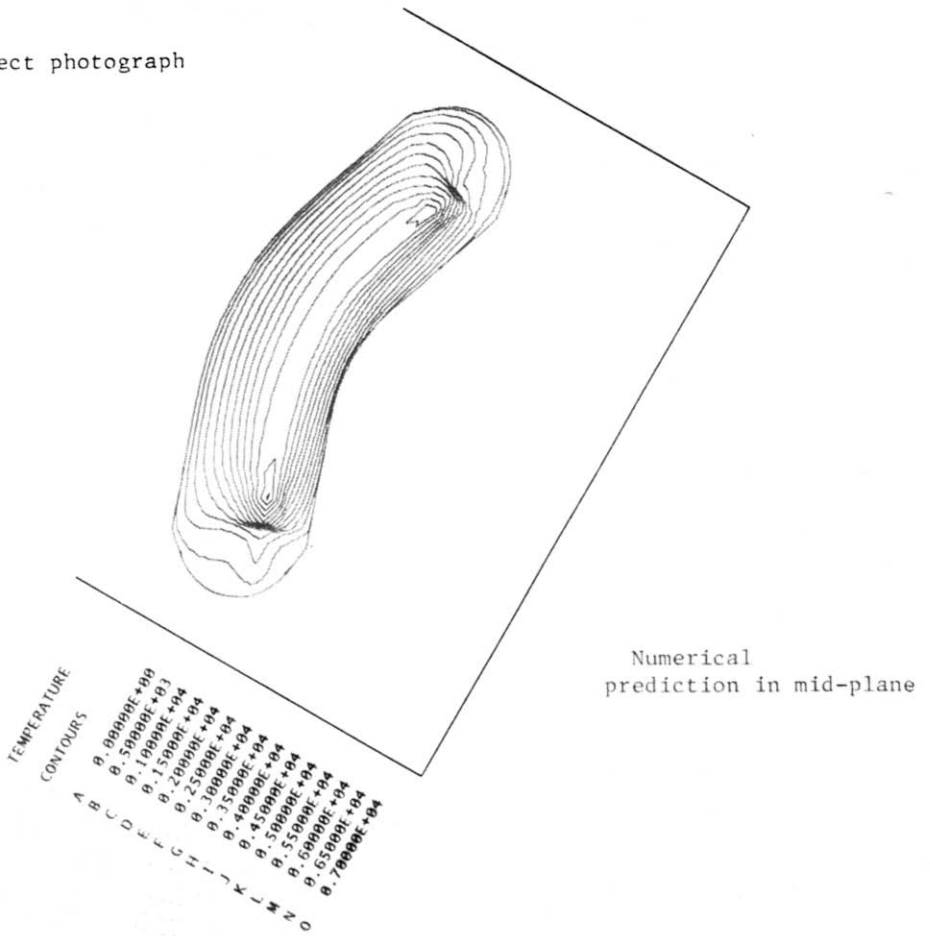 ect photograph
Numerical
prediction in mid-plane
TEMPERATURE
CONTOURS
A 0.00000E+00
B 0.50000E+03
C 0.10000E+04
D 0.15000E+04
E 0.20000E+04
F 0.25000E+04
G 0.30000E+04
H 0.35000E+04
I 0.40000E+04
J 0.45000E+04
K 0.50000E+04
L 0.55000E+04
M 0.60000E+04
N 0.65000E+04
O 0.70000E+04